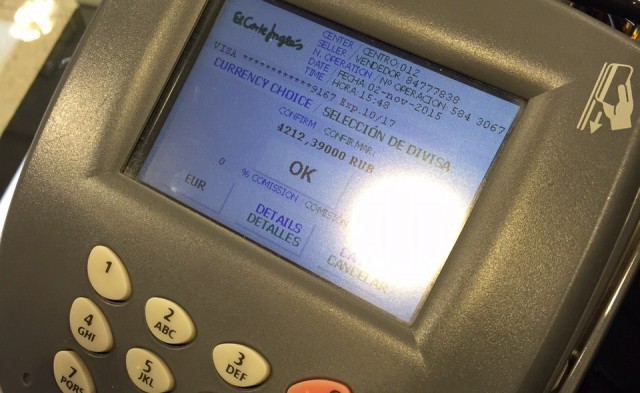 El Corte Inglés
CENTER / CENTRO 012
SELLER / VENDEDOR 84777838
N. OPERATION / Nº OPERACION 584 3067
DATE / FECHA 02-nov-2015
TIME / HORA 15:48
VISA ************9167 Exp.10/17
CURRENCY CHOICE / SELECCIÓN DE DIVISA
CONFIRM CONFIRMAR:
4212,39000 RUB
OK
0 % COMISSION
EUR
DETAILS
DETALLES
CANCELAR
1
2
ABC
3
DEF
4
GHI
5
JKL
7
PQRS